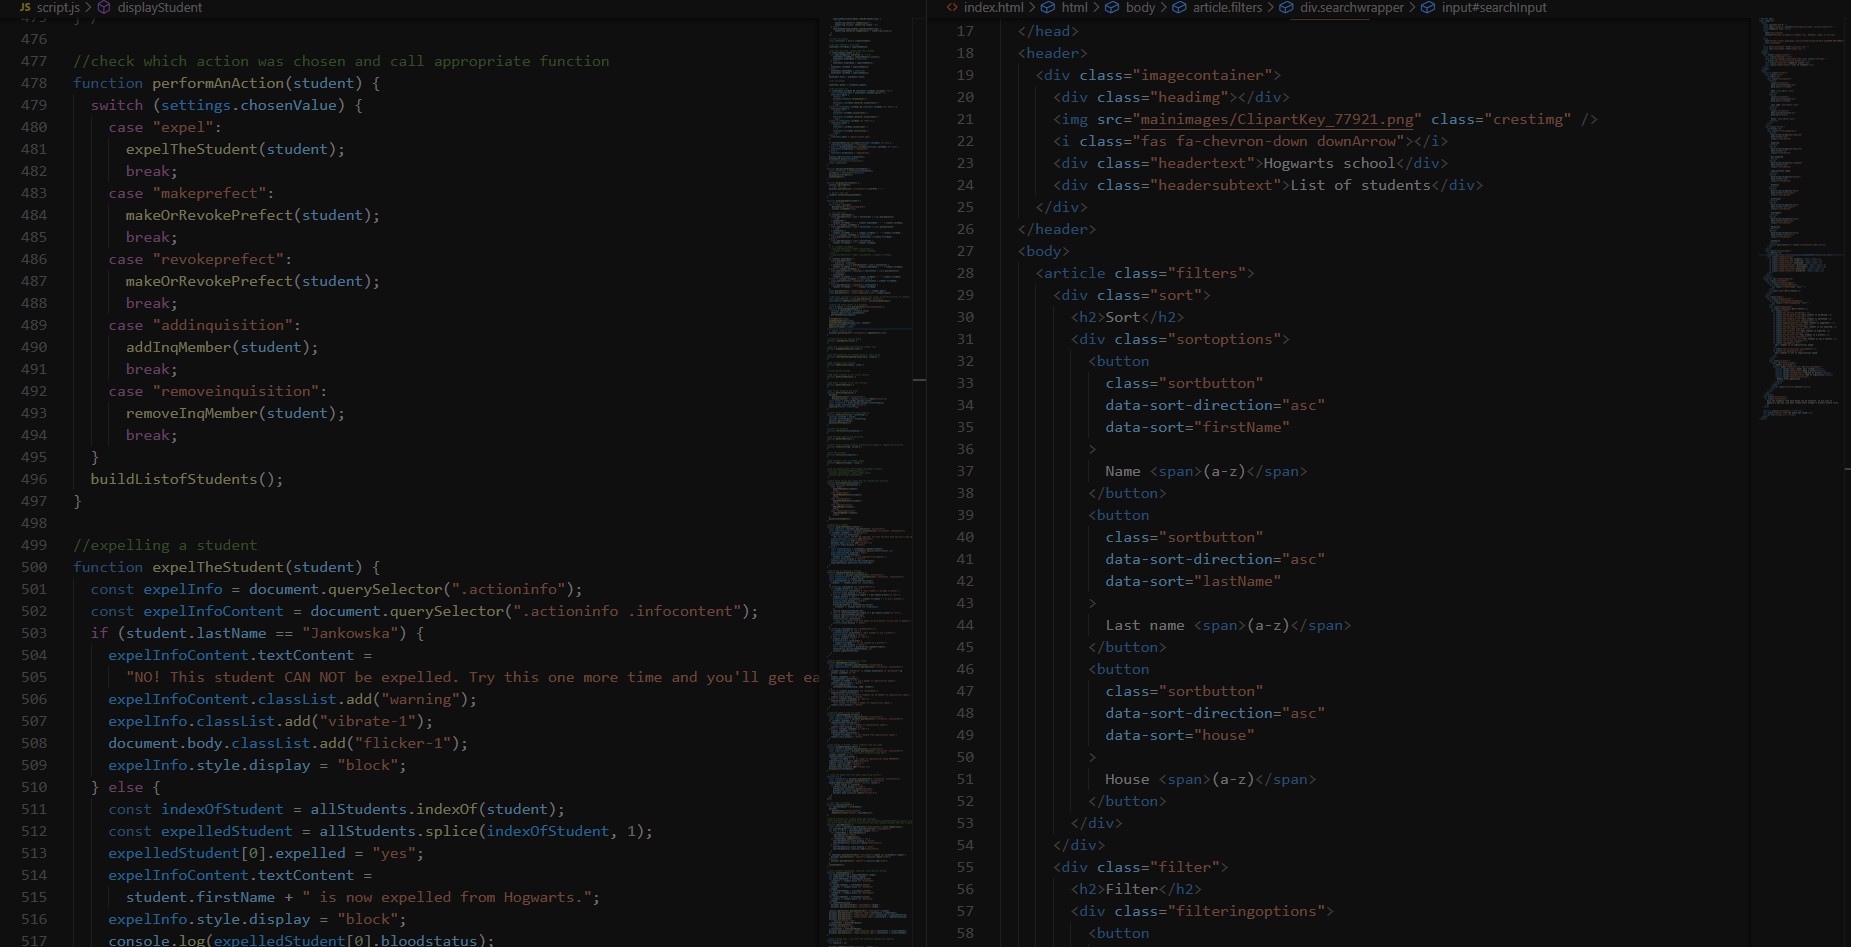 JS script.js > displayStudent
476
477 //check which action was chosen and call appropriate function
478 function performAnAction(student) {
479 switch (settings.chosenValue) {
480 case "expel":
481 expelTheStudent(student);
482 break;
483 case "makeprefect":
484 makeOrRevokePrefect(student);
485 break;
486 case "revokeprefect":
487 makeOrRevokePrefect(student);
488 break;
489 case "addinquisition":
490 addInqMember(student);
491 break;
492 case "removeinquisition":
493 removeInqMember(student);
494 break;
495 }
496 buildListofStudents();
497 }
498
499 //expelling a student
500 function expelTheStudent(student) {
501 const expelInfo = document.querySelector(".actioninfo");
502 const expelInfoContent = document.querySelector(".actioninfo .infocontent");
503 if (student.lastName == "Jankowska") {
504 expelInfoContent.textContent =
505 "NO! This student CAN NOT be expelled. Try this one more time and you'll get ea
506 expelInfoContent.classList.add("warning");
507 expelInfo.classList.add("vibrate-1");
508 document.body.classList.add("flicker-1");
509 expelInfo.style.display = "block";
510 } else {
511 const indexOfStudent = allStudents.indexOf(student);
512 const expelledStudent = allStudents.splice(indexOfStudent, 1);
513 expelledStudent[0].expelled = "yes";
514 expelInfoContent.textContent =
515 student.firstName + " is now expelled from Hogwarts.";
516 expelInfo.style.display = "block";
517 console.log(expelledStudent[0].bloodstatus);
<> index.html > html > body > article.filters > div.searchwrapper > input#searchInput
17 </head>
18 <header>
19 <div class="imagecontainer">
20 <div class="headimg"></div>
21 <img src="mainimages/ClipartKey_77921.png" class="crestimg" />
22 <i class="fas fa-chevron-down downArrow"></i>
23 <div class="headertext">Hogwarts school</div>
24 <div class="headersubtext">List of students</div>
25 </div>
26 </header>
27 <body>
28 <article class="filters">
29 <div class="sort">
30 <h2>Sort</h2>
31 <div class="sortoptions">
32 <button
33 class="sortbutton"
34 data-sort-direction="asc"
35 data-sort="firstName"
36 >
37 Name <span>(a-z)</span>
38 </button>
39 <button
40 class="sortbutton"
41 data-sort-direction="asc"
42 data-sort="lastName"
43 >
44 Last name <span>(a-z)</span>
45 </button>
46 <button
47 class="sortbutton"
48 data-sort-direction="asc"
49 data-sort="house"
50 >
51 House <span>(a-z)</span>
52 </button>
53 </div>
54 </div>
55 <div class="filter">
56 <h2>Filter</h2>
57 <div class="filteringoptions">
58 <button